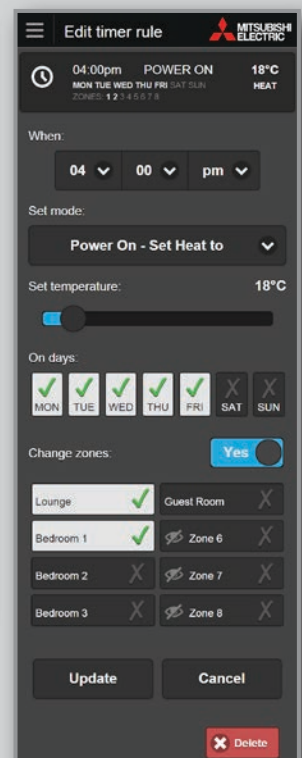 Edit timer rule
MITSUBISHI
ELECTRIC
04:00pm POWER ON 18°C
MON TUE WED THU FRI SAT SUN HEAT
ZONES: 1 2 3 4 5 6 7 8
When:
04 00 pm
Set mode:
Power On - Set Heat to
Set temperature: 18°C
On days:
MON TUE WED THU FRI SAT SUN
Change zones: Yes
Lounge Guest Room
Bedroom 1 Zone 6
Bedroom 2 Zone 7
Bedroom 3 Zone 8
Update Cancel
Delete